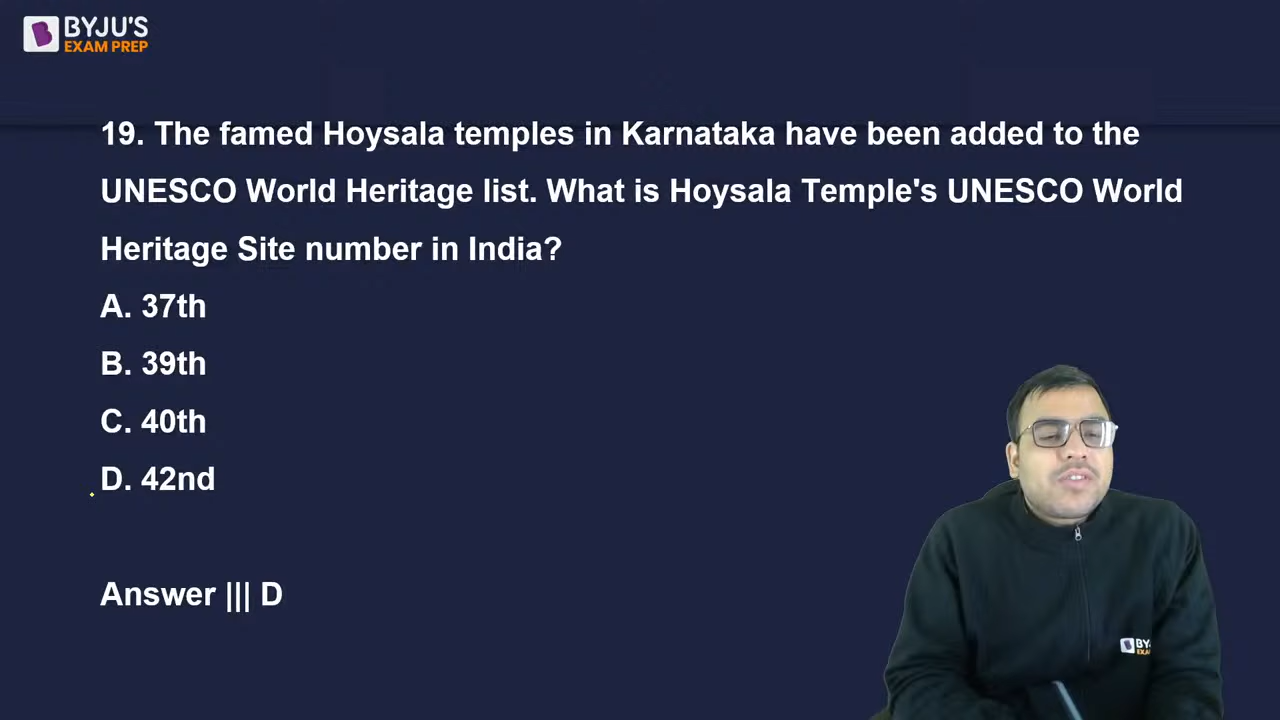 BYJU'S
EXAM PREP
19. The famed Hoysala temples in Karnataka have been added to the
UNESCO World Heritage list. What is Hoysala Temple's UNESCO World
Heritage Site number in India?
A. 37th
B. 39th
C. 40th
D. 42nd
Answer ||| D